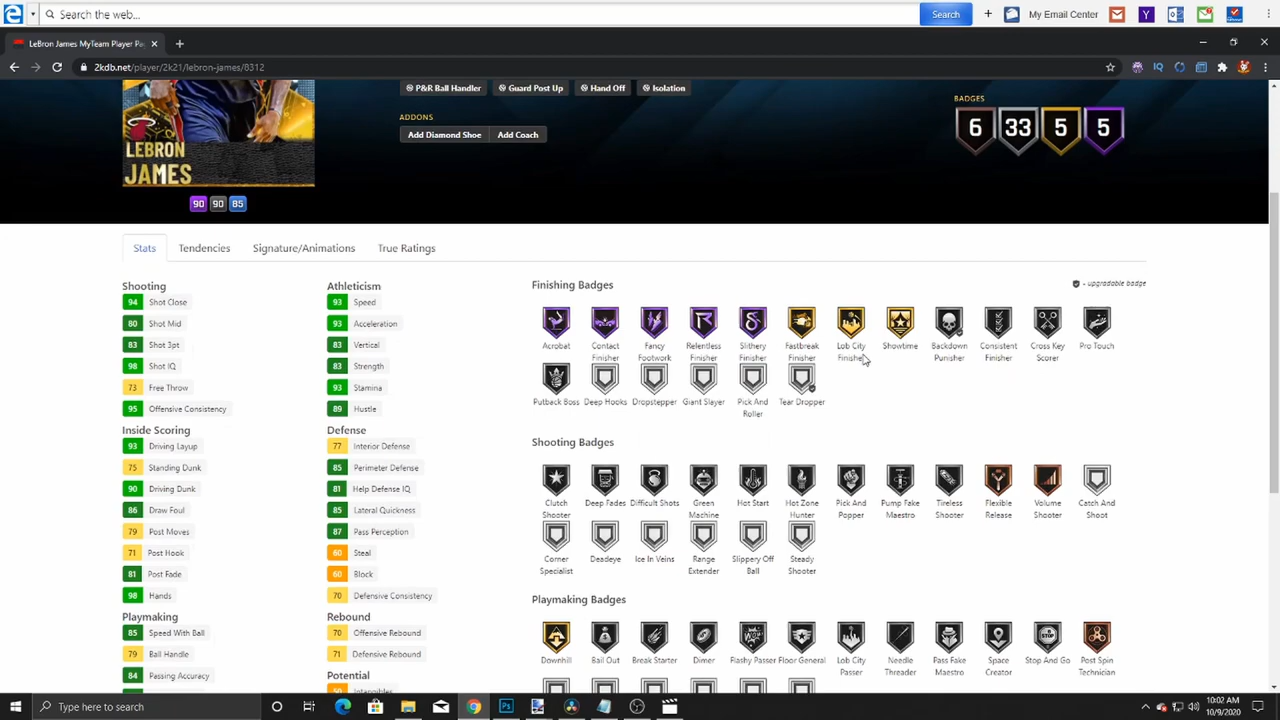 Search the web...
Search
My Email Center
LeBron James MyTeam Player Pa
2kdb.net/player/2k21/lebron-james/8312
P&R Ball Handler
Guard Post Up
Hand Off
Isolation
ADDONS
Add Diamond Shoe
Add Coach
BADGES
6
33
5
5
LEBRON
JAMES
90
90
85
Stats
Tendencies
Signature/Animations
True Ratings
Shooting
94 Shot Close
80 Shot Mid
83 Shot 3pt
98 Shot IQ
73 Free Throw
95 Offensive Consistency
Inside Scoring
93 Driving Layup
75 Standing Dunk
90 Driving Dunk
86 Draw Foul
79 Post Moves
71 Post Hook
81 Post Fade
98 Hands
Playmaking
85 Speed With Ball
79 Ball Handle
84 Passing Accuracy
Athleticism
93 Speed
93 Acceleration
83 Vertical
83 Strength
93 Stamina
89 Hustle
Defense
77 Interior Defense
85 Perimeter Defense
81 Help Defense IQ
85 Lateral Quickness
87 Pass Perception
60 Steal
60 Block
70 Defensive Consistency
Rebound
70 Offensive Rebound
71 Defensive Rebound
Potential
Intangibles
Finishing Badges
- upgradable badge
Acrobat
Contact Finisher
Fancy Footwork
Relentless Finisher
Slithery Finisher
Fastbreak Finisher
Lob City Finisher
Showtime
Backdown Punisher
Consistent Finisher
Cross Key Scorer
Pro Touch
Putback Boss
Deep Hooks
Dropstepper
Giant Slayer
Pick And Roller
Tear Dropper
Shooting Badges
Clutch Shooter
Deep Fades
Difficult Shots
Green Machine
Hot Start
Hot Zone Hunter
Pick And Popper
Pump Fake Maestro
Tireless Shooter
Flexible Release
Volume Shooter
Catch And Shoot
Corner Specialist
Deadeye
Ice In Veins
Range Extender
Slippery Off Ball
Steady Shooter
Playmaking Badges
Downhill
Bail Out
Break Starter
Dimer
Flashy Passer
Floor General
Lob City Passer
Needle Threader
Pass Fake Maestro
Space Creator
Stop And Go
Post Spin Technician
Type here to search
10:02 AM
10/9/2020